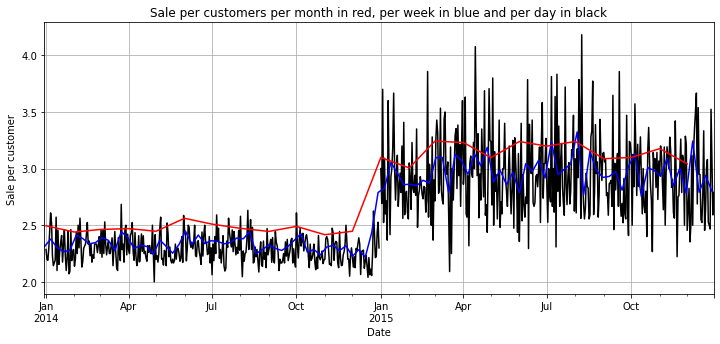 Sale per customers per month in red, per week in blue and per day in black
Sale per customer
4.0
3.5
3.0
2.5
2.0
Jan Apr Jul Oct Jan Apr Jul Oct
2014 2015
Date